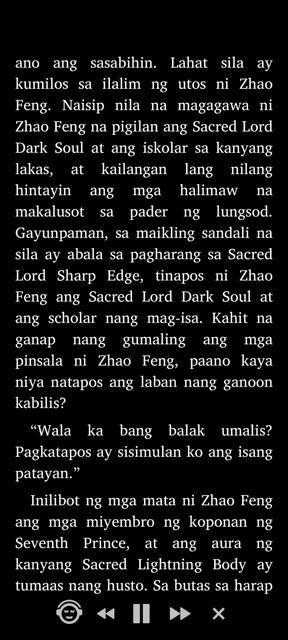 ano ang sasabihin. Lahat sila ay
kumilos sa ilalim ng utos ni Zhao
Feng. Naisip nila na magagawa ni
Zhao Feng na pigilan ang Sacred Lord
Dark Soul at ang iskolar sa kanyang
lakas, at kailangan lang nilang
hintayin ang mga halimaw na
makalusot sa pader ng lungsod.
Gayunpaman, sa maikling sandali na
sila ay abala sa pagharang sa Sacred
Lord Sharp Edge, tinapos ni Zhao
Feng ang Sacred Lord Dark Soul at
ang scholar nang mag-isa. Kahit na
ganap nang gumaling ang mga
pinsala ni Zhao Feng, paano kaya
niya natapos ang laban nang ganoon
kabilis?
“Wala ka bang balak umalis?
Pagkatapos ay sisimulan ko ang isang
patayan.”
Inilibot ng mga mata ni Zhao Feng
ang mga miyembro ng koponan ng
Seventh Prince, at ang aura ng
kanyang Sacred Lightning Body ay
tumaas nang husto. Sa butas sa harap